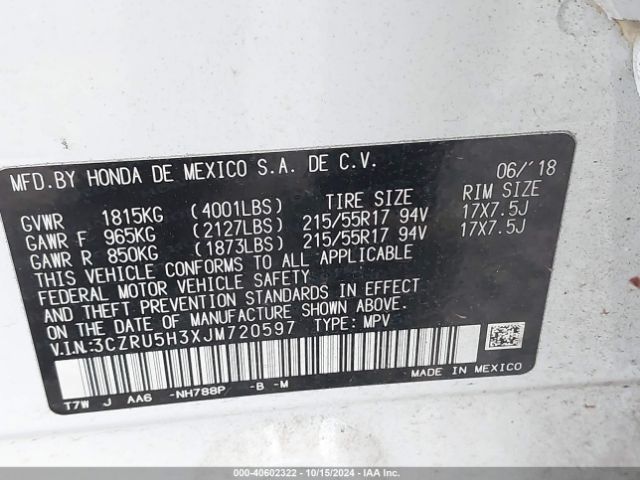 MFD.BY HONDA DE MEXICO S.A. DE C.V. 06/'18
TIRE SIZE RIM SIZE
GVWR 1815KG (4001LBS)
GAWR F 965KG (2127LBS) 215/55R17 94V 17X7.5J
GAWR R 850KG (1873LBS) 215/55R17 94V 17X7.5J
THIS VEHICLE CONFORMS TO ALL APPLICABLE
FEDERAL MOTOR VEHICLE SAFETY
AND THEFT PREVENTION STANDARDS IN EFFECT
ON THE DATE OF MANUFACTURE SHOWN ABOVE.
V.I.N:3CZRU5H3XJM720597 TYPE: MPV
T7W J AA6 -NH788P -B -M
MADE IN MEXICO
000-40602322 - 10/15/2024 - IAAI.COM